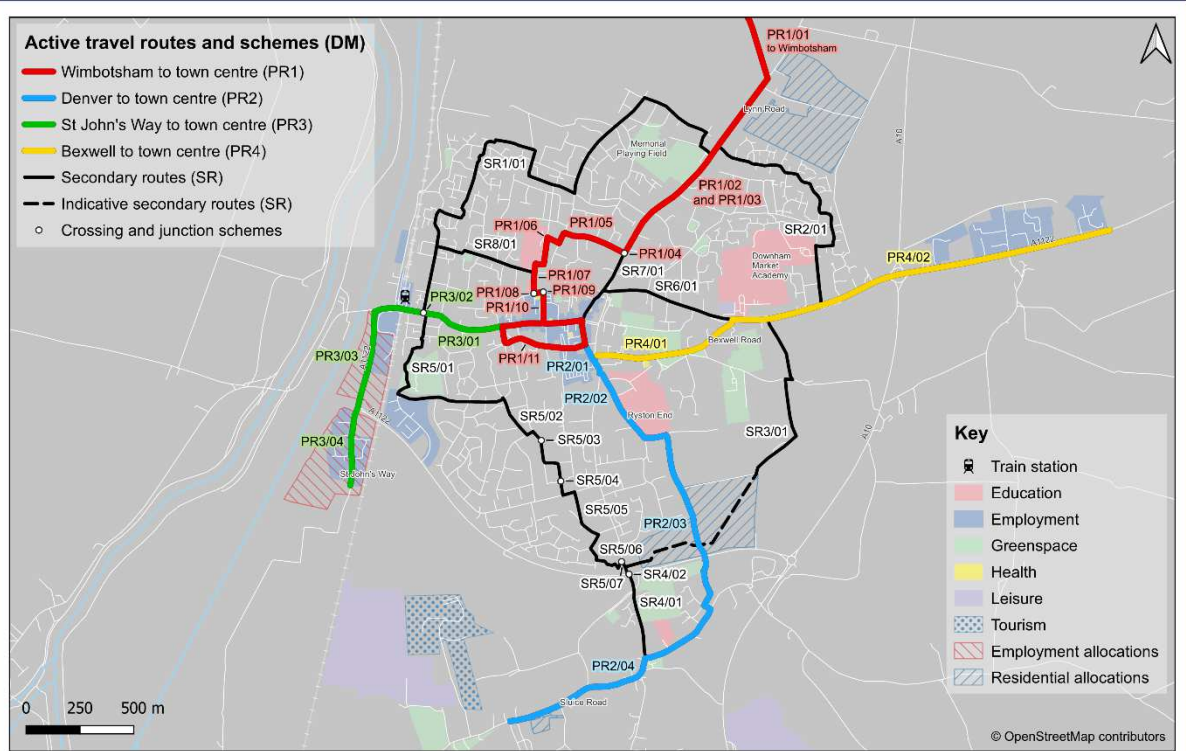 Active travel routes and schemes (DM)
Wimbotsham to town centre (PR1)
Denver to town centre (PR2)
St John's Way to town centre (PR3)
Bexwell to town centre (PR4)
Secondary routes (SR)
Indicative secondary routes (SR)
Crossing and junction schemes
PR1/01
to Wimbotsham
Lynn Road
A10
Memorial
Playing Field
SR1/01
PR1/02
and PR1/03
PR1/05
PR1/06
SR8/01
PR1/04
SR2/01
A1122
PR4/02
Downham
Market
Academy
SR7/01
SR6/01
PR1/07
PR1/08
PR1/09
PR1/10
PR3/02
PR3/01
PR3/03
A1122
PR1/11
PR4/01
Bexwell Road
PR2/01
PR2/02
SR5/01
A1122
Ryston End
SR5/02
SR5/03
SR3/01
A10
PR3/04
St John's Way
SR5/04
SR5/05
PR2/03
SR5/06
SR5/07
SR4/02
SR4/01
PR2/04
Sluice Road
Key
Train station
Education
Employment
Greenspace
Health
Leisure
Tourism
Employment allocations
Residential allocations
0 250 500 m
© OpenStreetMap contributors